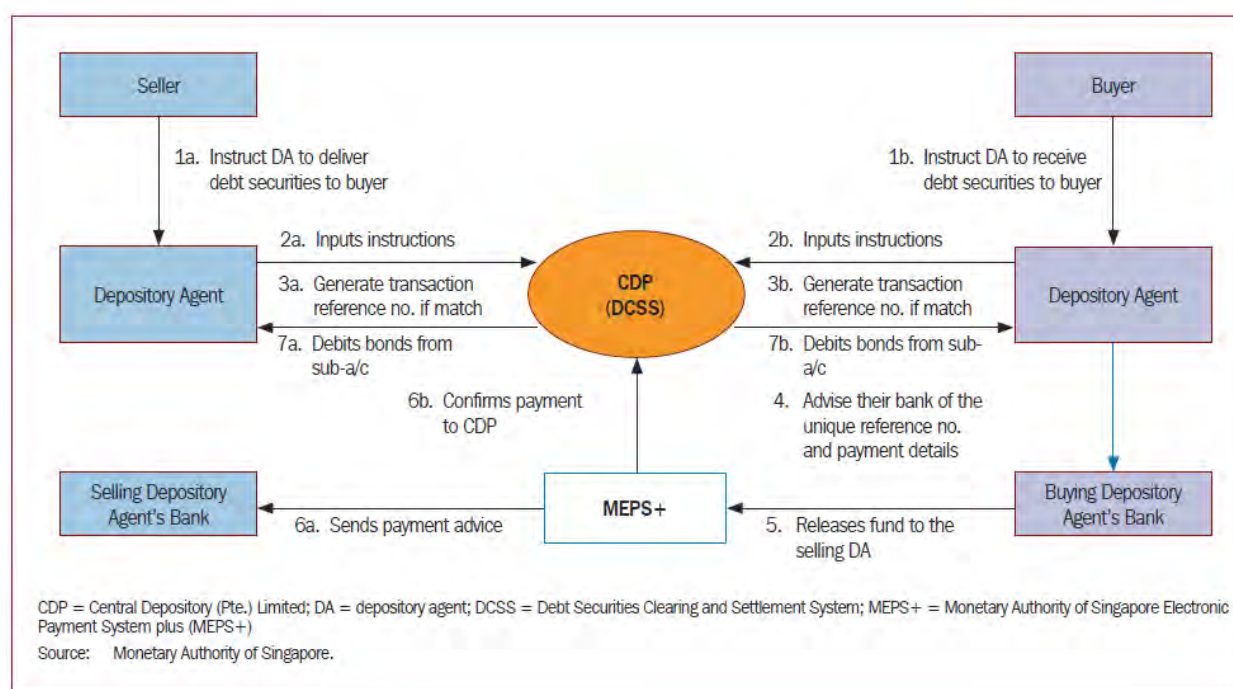 Seller
Buyer
1a. Instruct DA to deliver
debt securities to buyer
1b. Instruct DA to receive
debt securities to buyer
Depository Agent
2a. Inputs instructions
3a. Generate transaction
reference no. if match
7a. Debits bonds from
sub-a/c
CDP
(DCSS)
2b. Inputs instructions
3b. Generate transaction
reference no. if match
7b. Debits bonds from sub-
a/c
Depository Agent
6b. Confirms payment
to CDP
4. Advise their bank of the
unique reference no.
and payment details
Selling Depository
Agent's Bank
6a. Sends payment advice
MEPS+
5. Releases fund to the
selling DA
Buying Depository
Agent's Bank
CDP = Central Depository (Pte.) Limited; DA = depository agent; DCSS = Debt Securities Clearing and Settlement System; MEPS+ = Monetary Authority of Singapore Electronic
Payment System plus (MEPS+)
Source: Monetary Authority of Singapore.